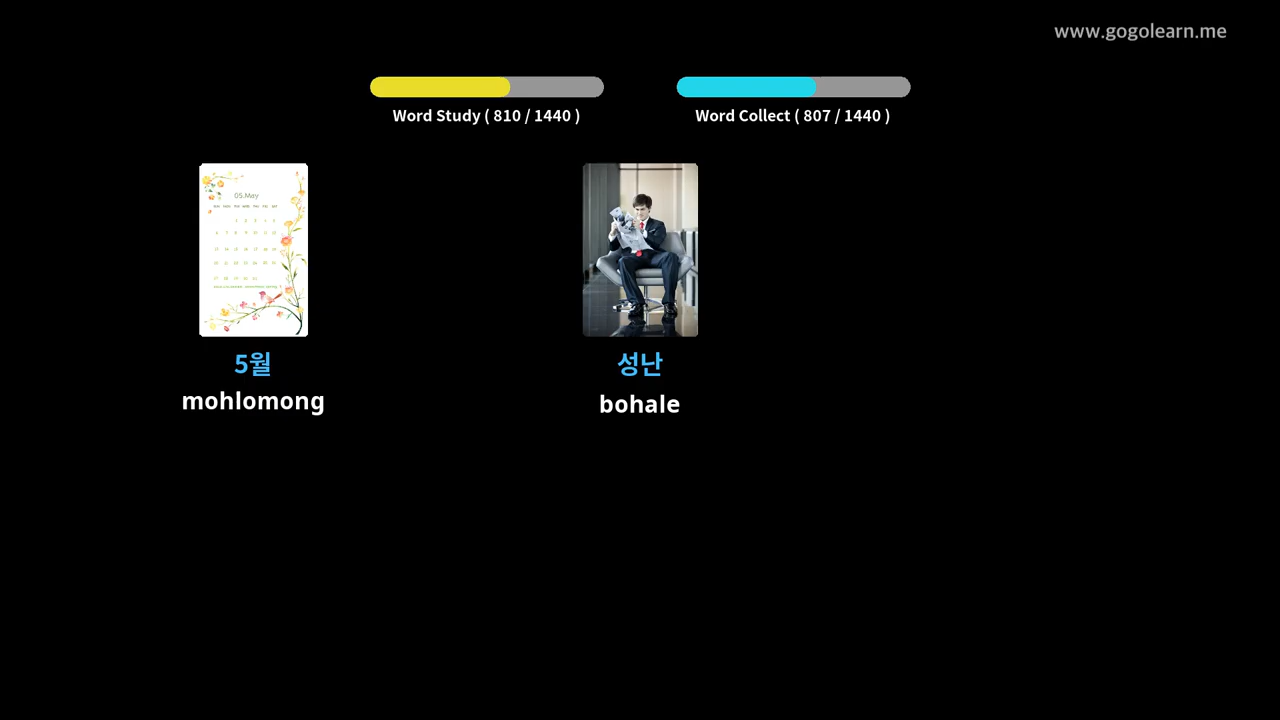 www.gogolearn.me
Word Study ( 810 / 1440 )
Word Collect ( 807 / 1440 )
05.May
5월
성난
mohlomong
bohale